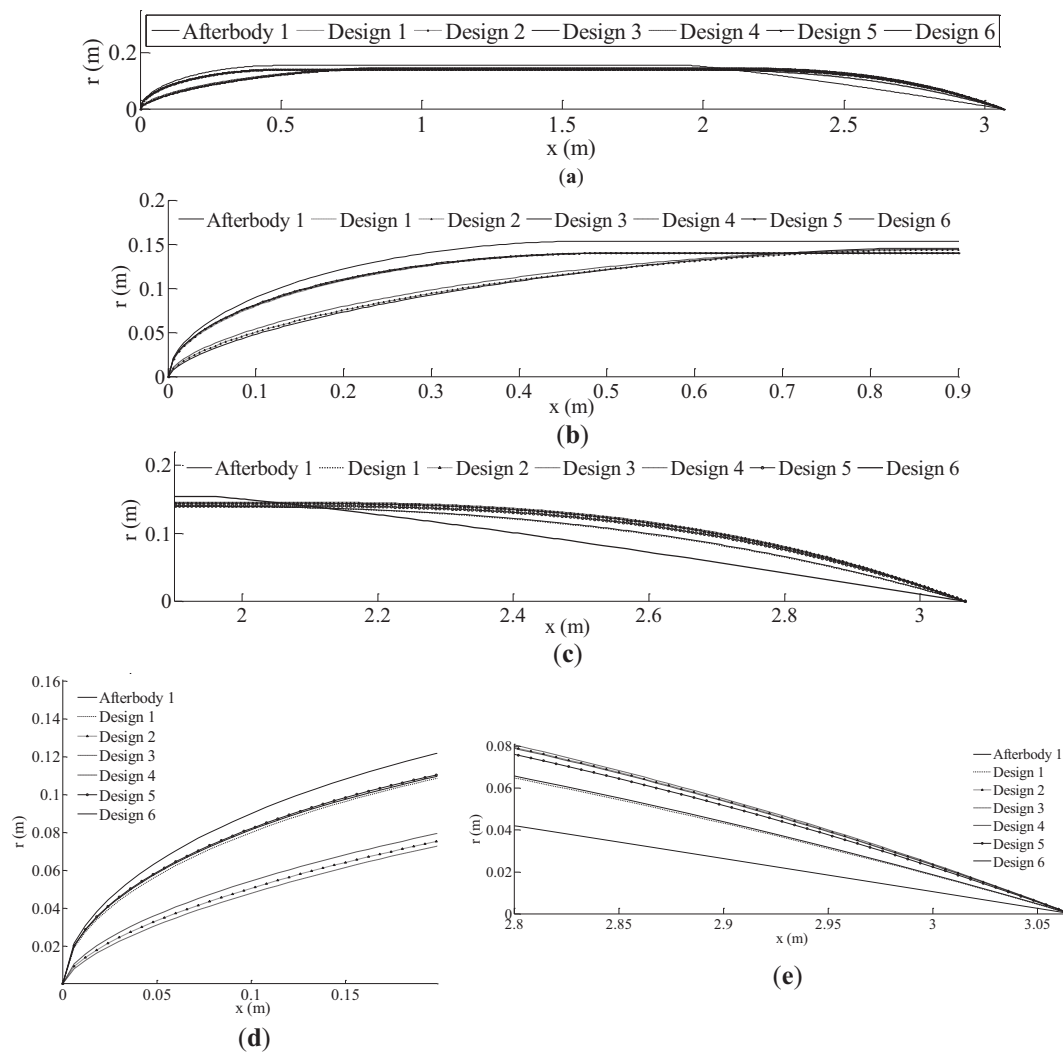 Afterbody 1 Design 1 Design 2 Design 3 Design 4 Design 5 Design 6
0.2
r (m)
0
0 0.5 1 1.5 2 2.5 3
x (m)
(a)
0.2
Afterbody 1 Design 1 Design 2 Design 3 Design 4 Design 5 Design 6
0.15
r (m)
0.1
0.05
0
0 0.1 0.2 0.3 0.4 0.5 0.6 0.7 0.8 0.9
x (m)
(b)
0.2
Afterbody 1 Design 1 Design 2 Design 3 Design 4 Design 5 Design 6
r (m)
0.1
0
2 2.2 2.4 2.6 2.8 3
x (m)
(c)
0.16
Afterbody 1
0.14
Design 1
Design 2
0.12
Design 3
Design 4
0.1
Design 5
Design 6
0.08
r (m)
0.06
0.04
0.02
0 0.05 0.1 0.15
x (m)
(d)
0.08
Afterbody 1
Design 1
0.06
Design 2
Design 3
r (m)
0.04
Design 4
Design 5
0.02
Design 6
0
2.8 2.85 2.9 2.95 3 3.05
x (m)
(e)